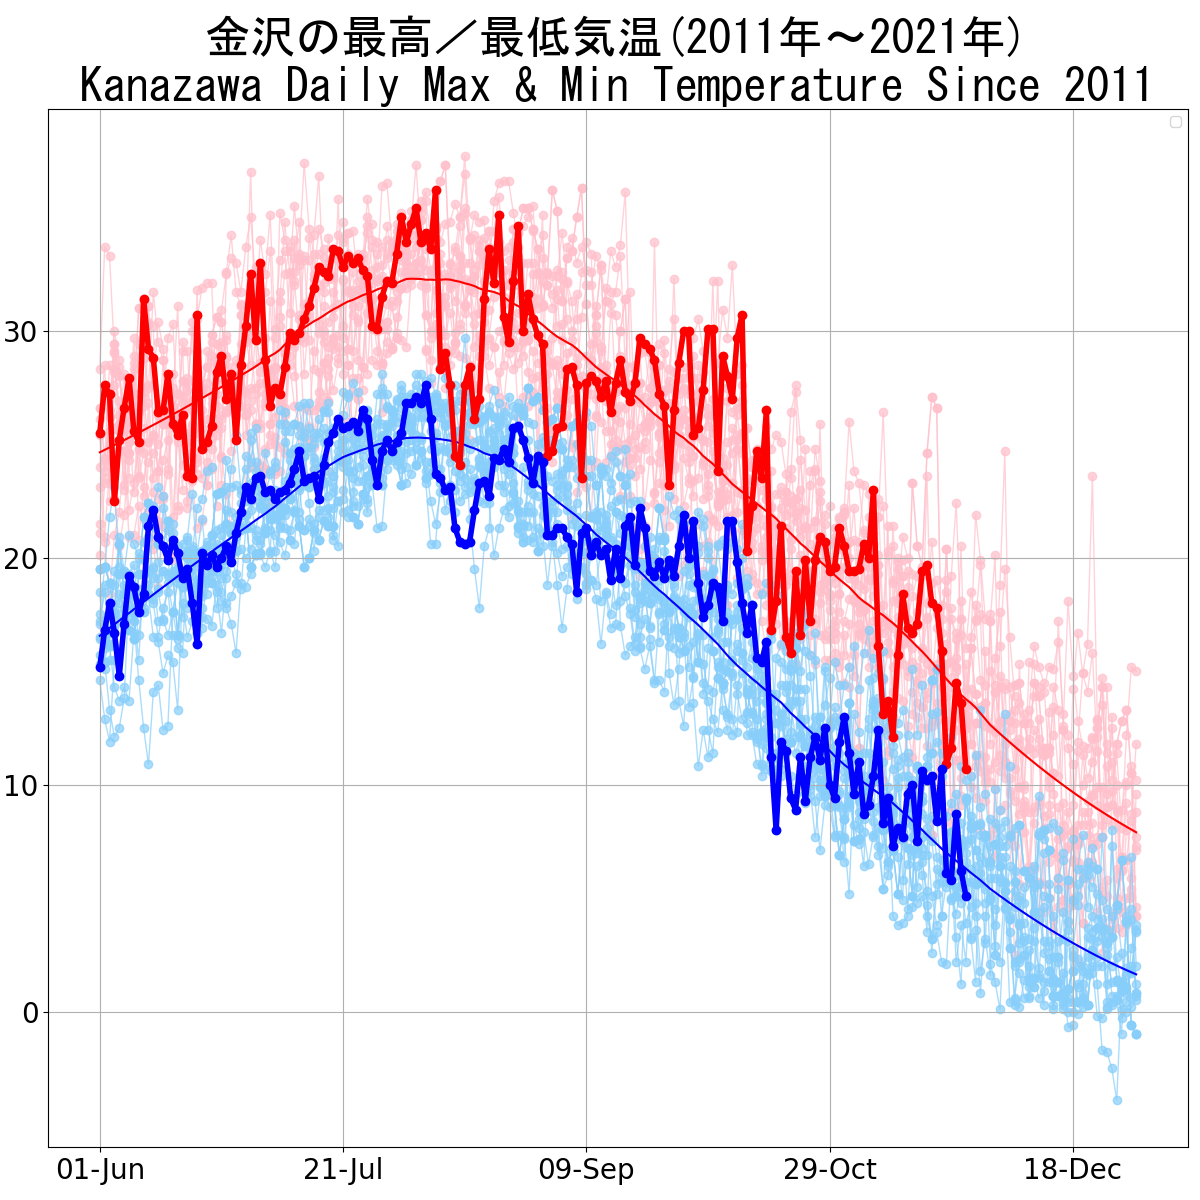 金沢の最高／最低気温(2011年～2021年)
Kanazawa Daily Max & Min Temperature Since 2011
30
20
10
0
01-Jun 21-Jul 09-Sep 29-Oct 18-Dec